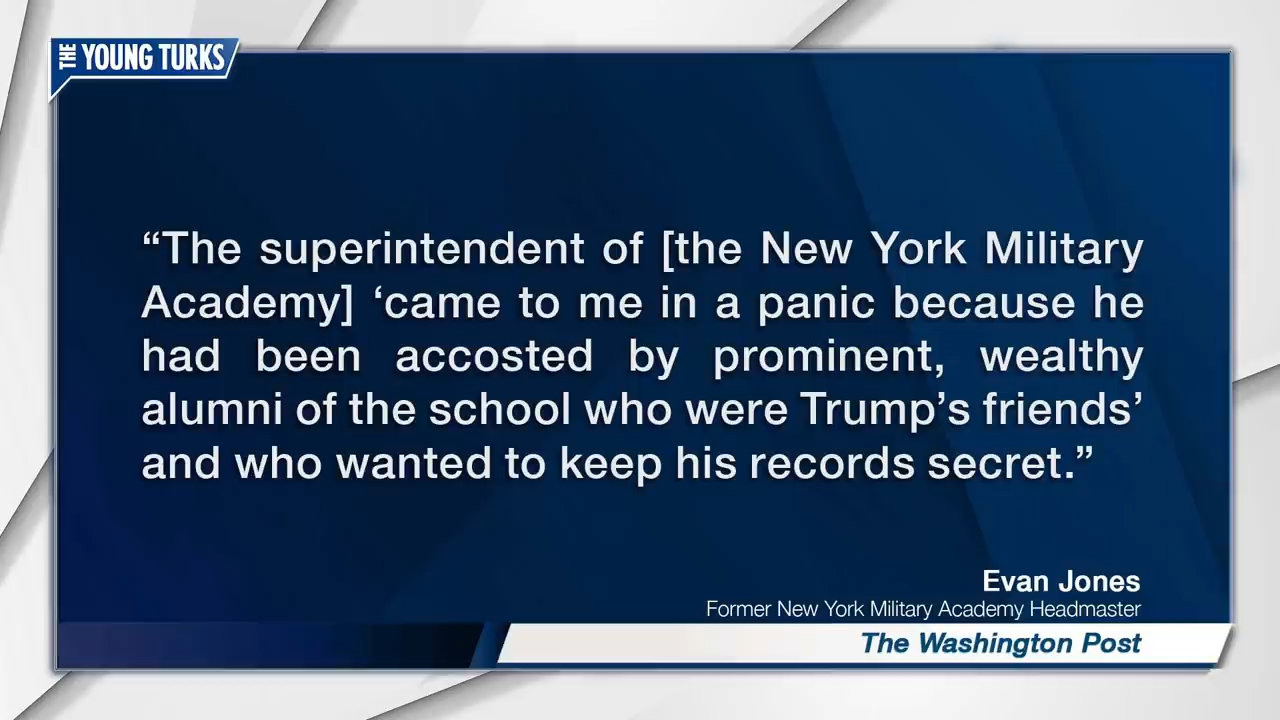 THE YOUNG TURKS
“The superintendent of [the New York Military
Academy] ‘came to me in a panic because he
had been accosted by prominent, wealthy
alumni of the school who were Trump’s friends’
and who wanted to keep his records secret.”
Evan Jones
Former New York Military Academy Headmaster
The Washington Post